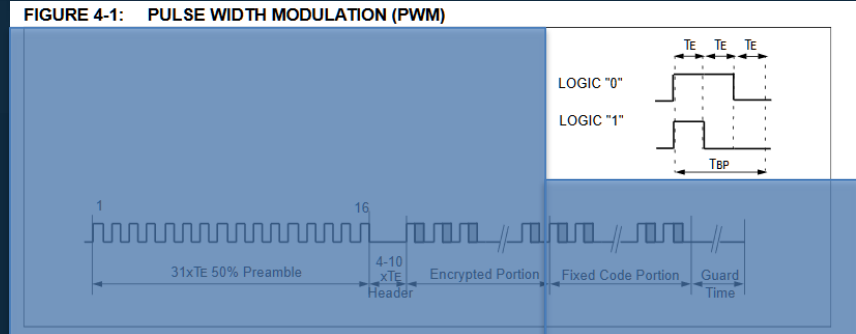 FIGURE 4-1: PULSE WIDTH MODULATION (PWM)
TE TE TE
LOGIC "0"
LOGIC "1"
TBP
1 16
31xTE 50% Preamble
4-10
xTE
Header
Encrypted Portion
Fixed Code Portion
Guard
Time